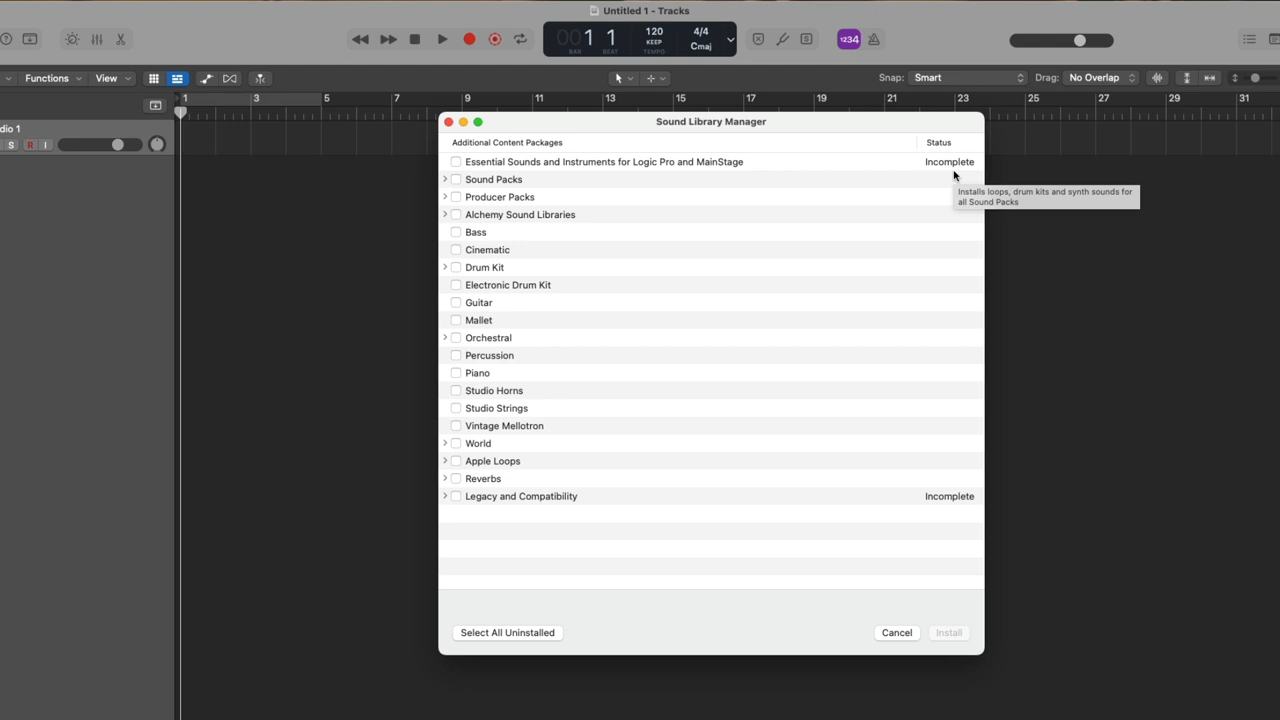 Untitled 1 - Tracks
001 1
BAR BEAT
120
KEEP
TEMPO
4/4
Cmaj
1234
Functions
View
Snap: Smart
Drag: No Overlap
1 3 5 7 9 11 13 15 17 19 21 23 25 27 29 31
dio 1
S R I
Sound Library Manager
Additional Content Packages Status
Essential Sounds and Instruments for Logic Pro and MainStage Incomplete
Sound Packs
Installs loops, drum kits and synth sounds for
all Sound Packs
Producer Packs
Alchemy Sound Libraries
Bass
Cinematic
Drum Kit
Electronic Drum Kit
Guitar
Mallet
Orchestral
Percussion
Piano
Studio Horns
Studio Strings
Vintage Mellotron
World
Apple Loops
Reverbs
Legacy and Compatibility Incomplete
Select All Uninstalled Cancel Install